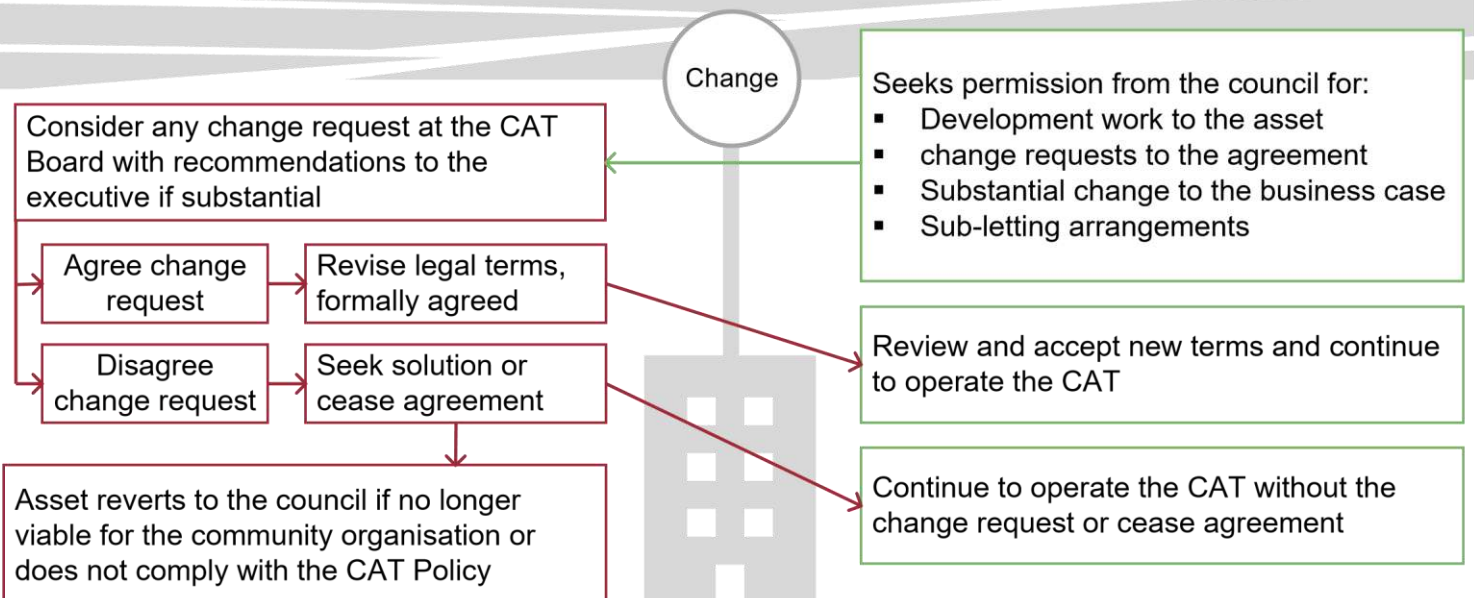 Change
Seeks permission from the council for:
▪ Development work to the asset
▪ change requests to the agreement
▪ Substantial change to the business case
▪ Sub-letting arrangements
Consider any change request at the CAT
Board with recommendations to the
executive if substantial
Agree change
request
Revise legal terms,
formally agreed
Review and accept new terms and continue
to operate the CAT
Disagree
change request
Seek solution or
cease agreement
Continue to operate the CAT without the
change request or cease agreement
Asset reverts to the council if no longer
viable for the community organisation or
does not comply with the CAT Policy